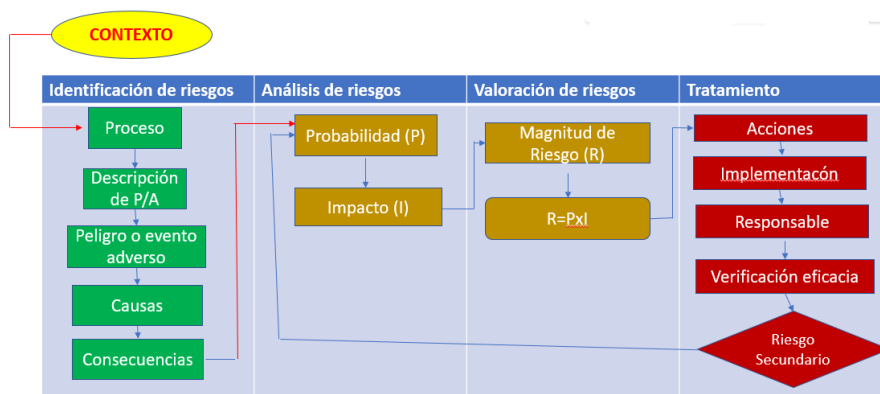 CONTEXTO
Identificación de riesgos
Análisis de riesgos
Valoración de riesgos
Tratamiento
Proceso
Descripción
de P/A
Peligro o evento
adverso
Causas
Consecuencias
Probabilidad (P)
Impacto (I)
Magnitud de
Riesgo (R)
R=PxI
Acciones
Implementacón
Responsable
Verificación eficacia
Riesgo
Secundario